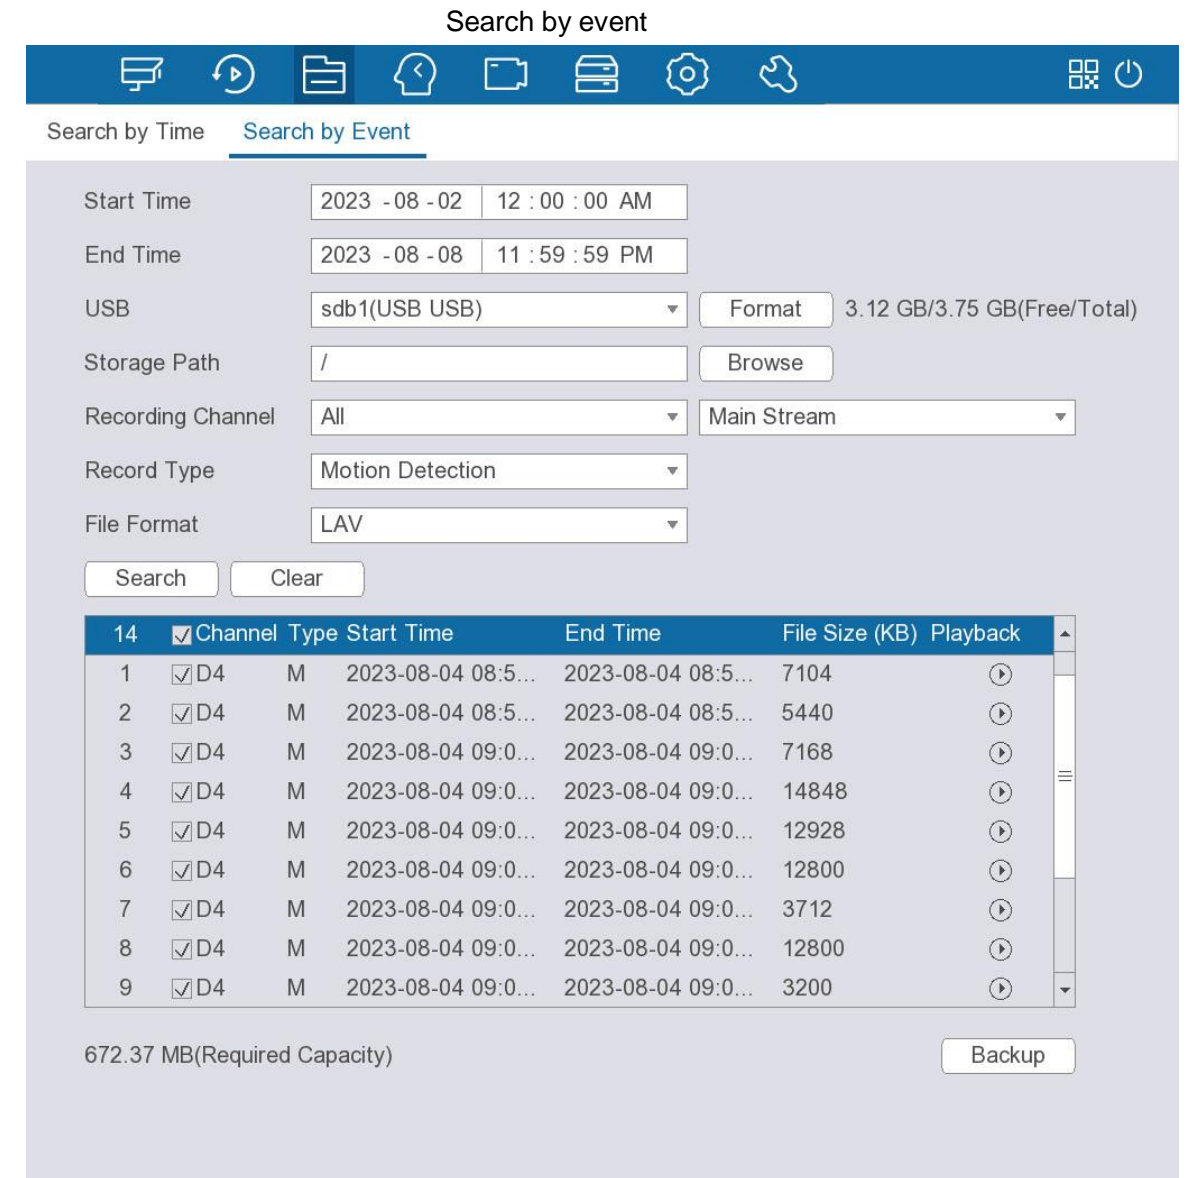 Search by event
Search by Time Search by Event
Start Time 2023 - 08 - 02 12 : 00 : 00 AM
End Time 2023 - 08 - 08 11 : 59 : 59 PM
USB sdb1(USB USB) Format 3.12 GB/3.75 GB(Free/Total)
Storage Path / Browse
Recording Channel All Main Stream
Record Type Motion Detection
File Format LAV
Search Clear
14 Channel Type Start Time End Time File Size (KB) Playback
1 D4 M 2023-08-04 08:5... 2023-08-04 08:5... 7104
2 D4 M 2023-08-04 08:5... 2023-08-04 08:5... 5440
3 D4 M 2023-08-04 09:0... 2023-08-04 09:0... 7168
4 D4 M 2023-08-04 09:0... 2023-08-04 09:0... 14848
5 D4 M 2023-08-04 09:0... 2023-08-04 09:0... 12928
6 D4 M 2023-08-04 09:0... 2023-08-04 09:0... 12800
7 D4 M 2023-08-04 09:0... 2023-08-04 09:0... 3712
8 D4 M 2023-08-04 09:0... 2023-08-04 09:0... 12800
9 D4 M 2023-08-04 09:0... 2023-08-04 09:0... 3200
672.37 MB(Required Capacity) Backup